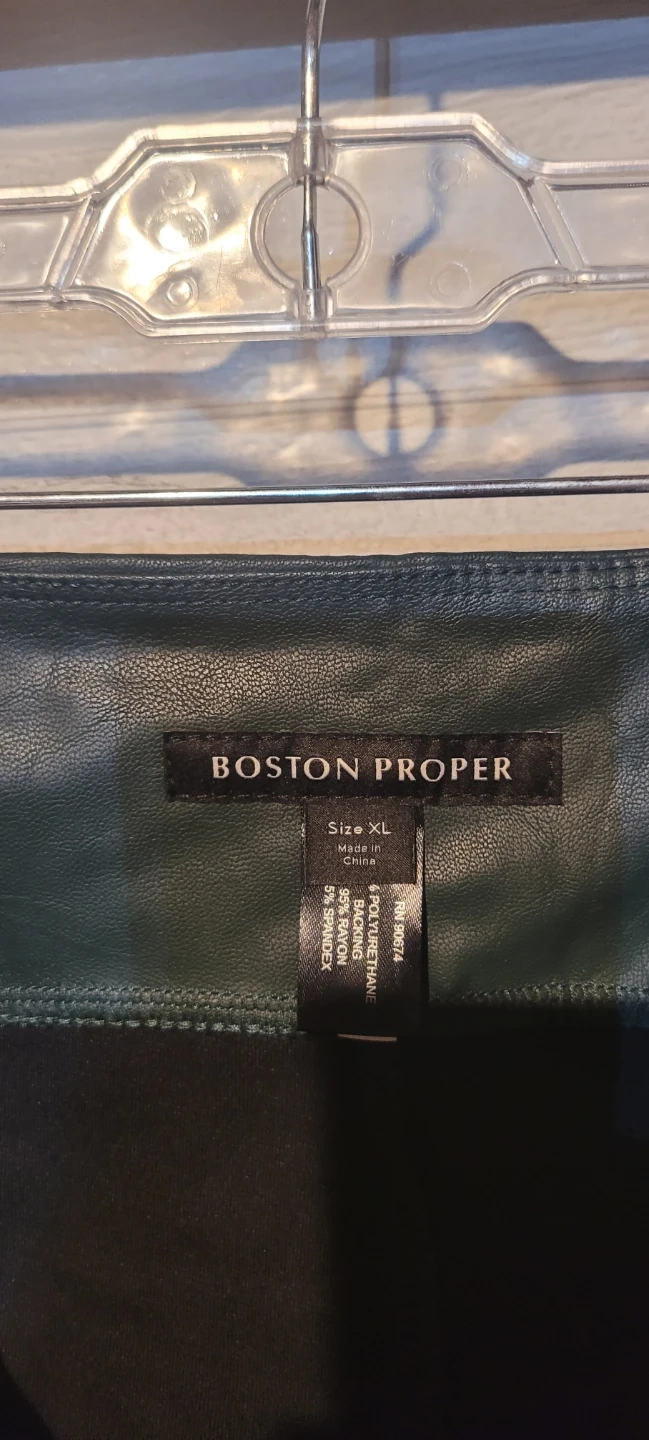 BOSTON PROPER
Size XL
Made in
China
RN 90674
POLYURETHANE
BACKING
95% RAYON
5% SPANDEX